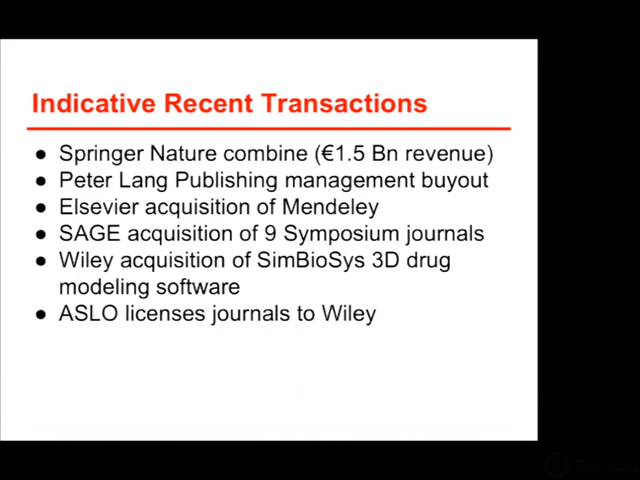 Indicative Recent Transactions
● Springer Nature combine (€1.5 Bn revenue)
● Peter Lang Publishing management buyout
● Elsevier acquisition of Mendeley
● SAGE acquisition of 9 Symposium journals
● Wiley acquisition of SimBioSys 3D drug
modeling software
● ASLO licenses journals to Wiley